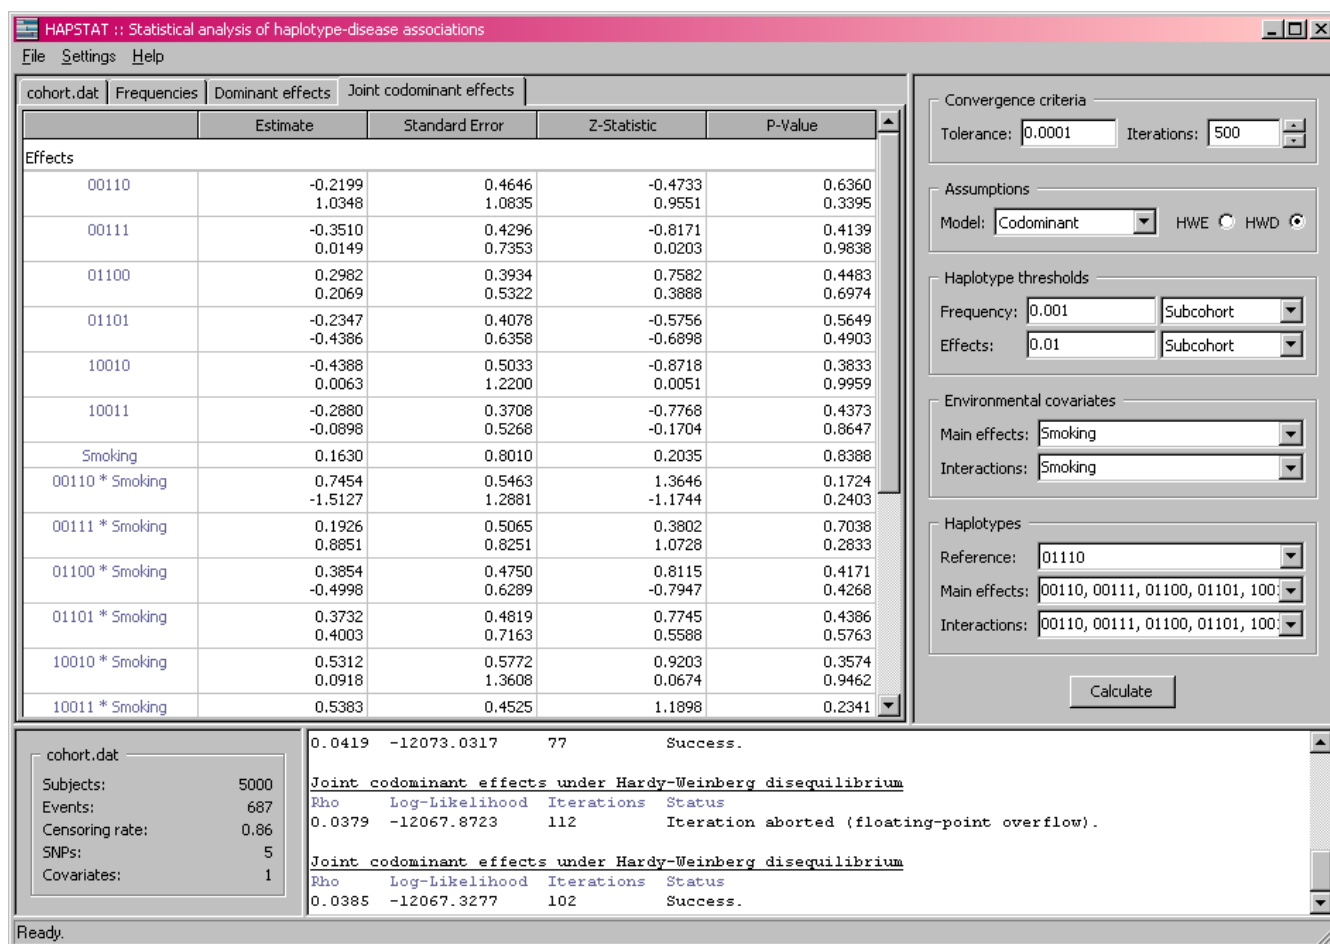 HAPSTAT :: Statistical analysis of haplotype-disease associations
File Settings Help
cohort.dat Frequencies Dominant effects Joint codominant effects
Estimate Standard Error Z-Statistic P-Value
Effects
00110 -0.2199 0.4646 -0.4733 0.6360
1.0348 1.0835 0.9551 0.3395
00111 -0.3510 0.4296 -0.8171 0.4139
0.0149 0.7353 0.0203 0.9838
01100 0.2982 0.3934 0.7582 0.4483
0.2069 0.5322 0.3888 0.6974
01101 -0.2347 0.4078 -0.5756 0.5649
-0.4386 0.6358 -0.6898 0.4903
10010 -0.4388 0.5033 -0.8718 0.3833
0.0063 1.2200 0.0051 0.9959
10011 -0.2880 0.3708 -0.7768 0.4373
-0.0898 0.5268 -0.1704 0.8647
Smoking 0.1630 0.8010 0.2035 0.8388
00110 * Smoking 0.7454 0.5463 1.3646 0.1724
-1.5127 1.2881 -1.1744 0.2403
00111 * Smoking 0.1926 0.5065 0.3802 0.7038
0.8851 0.8251 1.0728 0.2833
01100 * Smoking 0.3854 0.4750 0.8115 0.4171
-0.4998 0.6289 -0.7947 0.4268
01101 * Smoking 0.3732 0.4819 0.7745 0.4386
0.4003 0.7163 0.5588 0.5763
10010 * Smoking 0.5312 0.5772 0.9203 0.3574
0.0918 1.3608 0.0674 0.9462
10011 * Smoking 0.5383 0.4525 1.1898 0.2341
Convergence criteria
Tolerance: 0.0001 Iterations: 500
Assumptions
Model: Codominant HWE HWD
Haplotype thresholds
Frequency: 0.001 Subcohort
Effects: 0.01 Subcohort
Environmental covariates
Main effects: Smoking
Interactions: Smoking
Haplotypes
Reference: 01110
Main effects: 00110, 00111, 01100, 01101, 100:
Interactions: 00110, 00111, 01100, 01101, 100:
Calculate
cohort.dat
Subjects: 5000
Events: 687
Censoring rate: 0.86
SNPs: 5
Covariates: 1
0.0419 -12073.0317 77 Success.
Joint codominant effects under Hardy-Weinberg disequilibrium
Rho Log-Likelihood Iterations Status
0.0379 -12067.8723 112 Iteration aborted (floating-point overflow).
Joint codominant effects under Hardy-Weinberg disequilibrium
Rho Log-Likelihood Iterations Status
0.0385 -12067.3277 102 Success.
Ready.